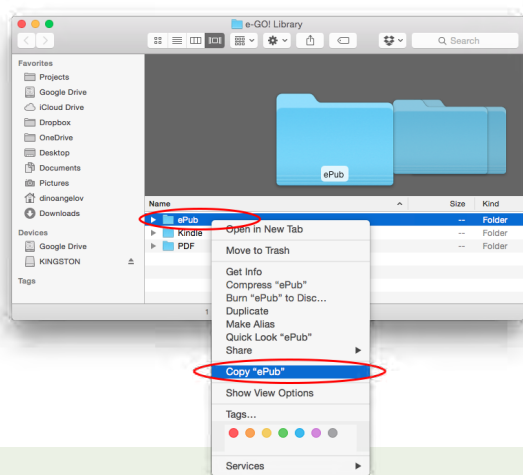 e-GO! Library
Search
Favorites
Projects
Google Drive
iCloud Drive
Dropbox
OneDrive
Desktop
Documents
Pictures
dinoangelov
Downloads
Devices
Google Drive
KINGSTON
Tags
ePub
Name Size Kind
ePub -- Folder
Kindle -- Folder
PDF -- Folder
1
Open in New Tab
Move to Trash
Get Info
Compress “ePub”
Burn “ePub” to Disc...
Duplicate
Make Alias
Quick Look “ePub”
Share
Copy “ePub”
Show View Options
Tags...
Services